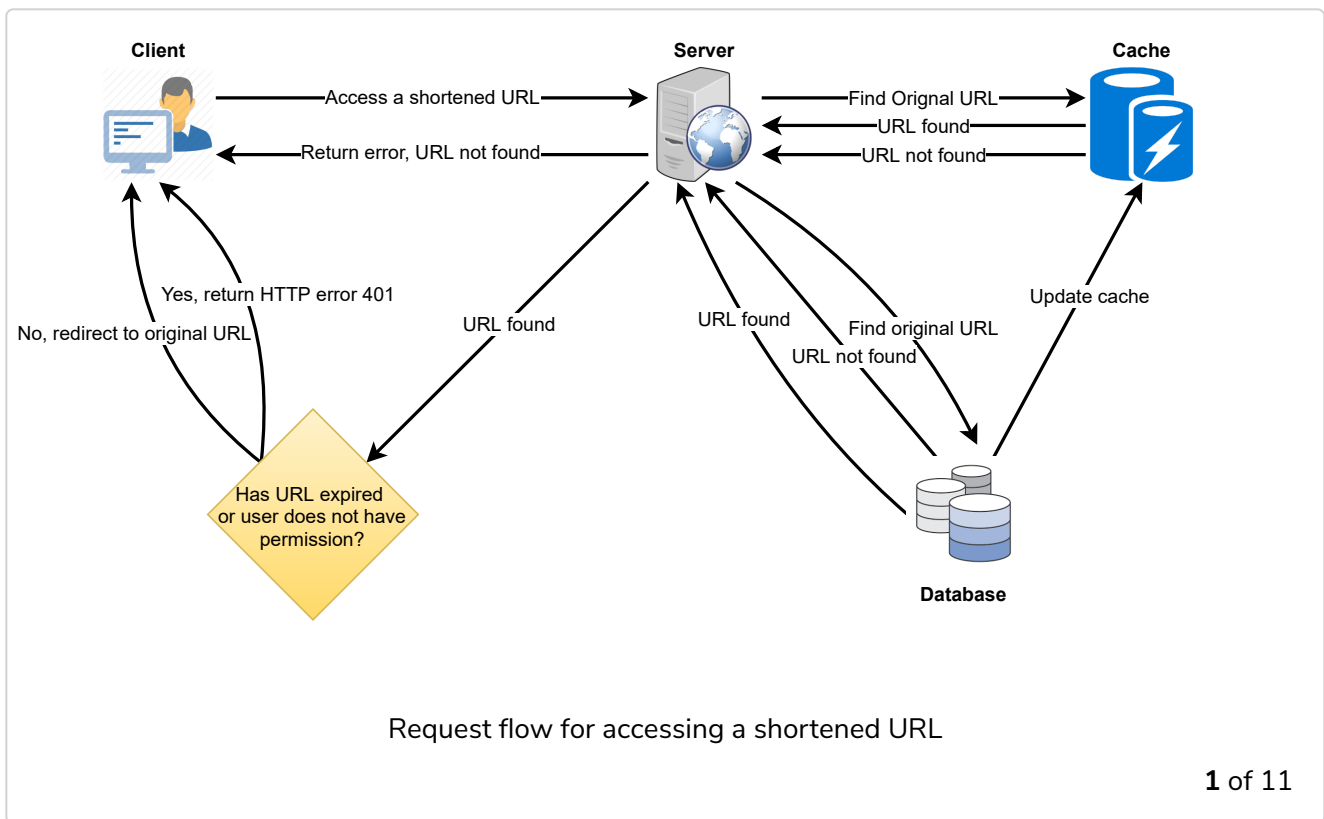 Client
Server
Cache
Access a shortened URL
Find Orignal URL
URL found
Return error, URL not found
URL not found
Yes, return HTTP error 401
No, redirect to original URL
URL found
URL found
Find original URL
URL not found
Update cache
Has URL expired
or user does not have
permission?
Database
Request flow for accessing a shortened URL
1 of 11